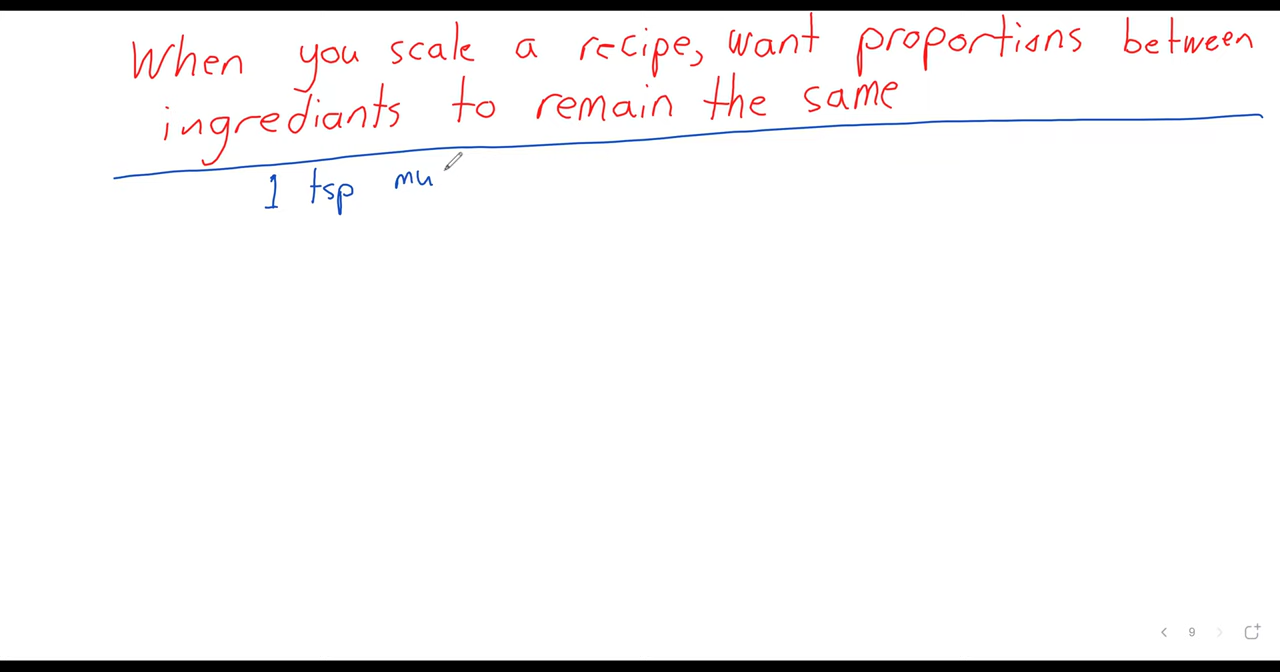 When you scale a recipe, want proportions between
ingrediants to remain the same
1 tsp mu
9